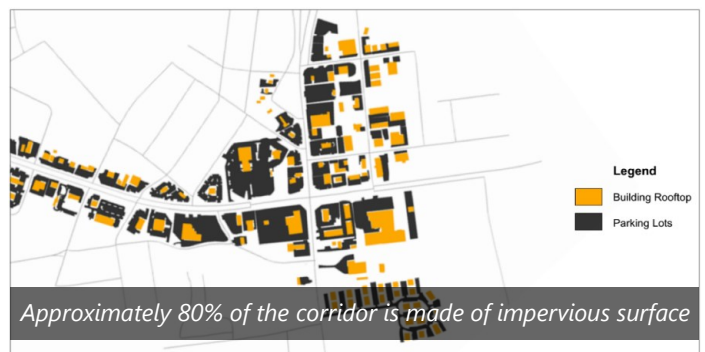 Legend
Building Rooftop
Parking Lots
Approximately 80% of the corridor is made of impervious surface